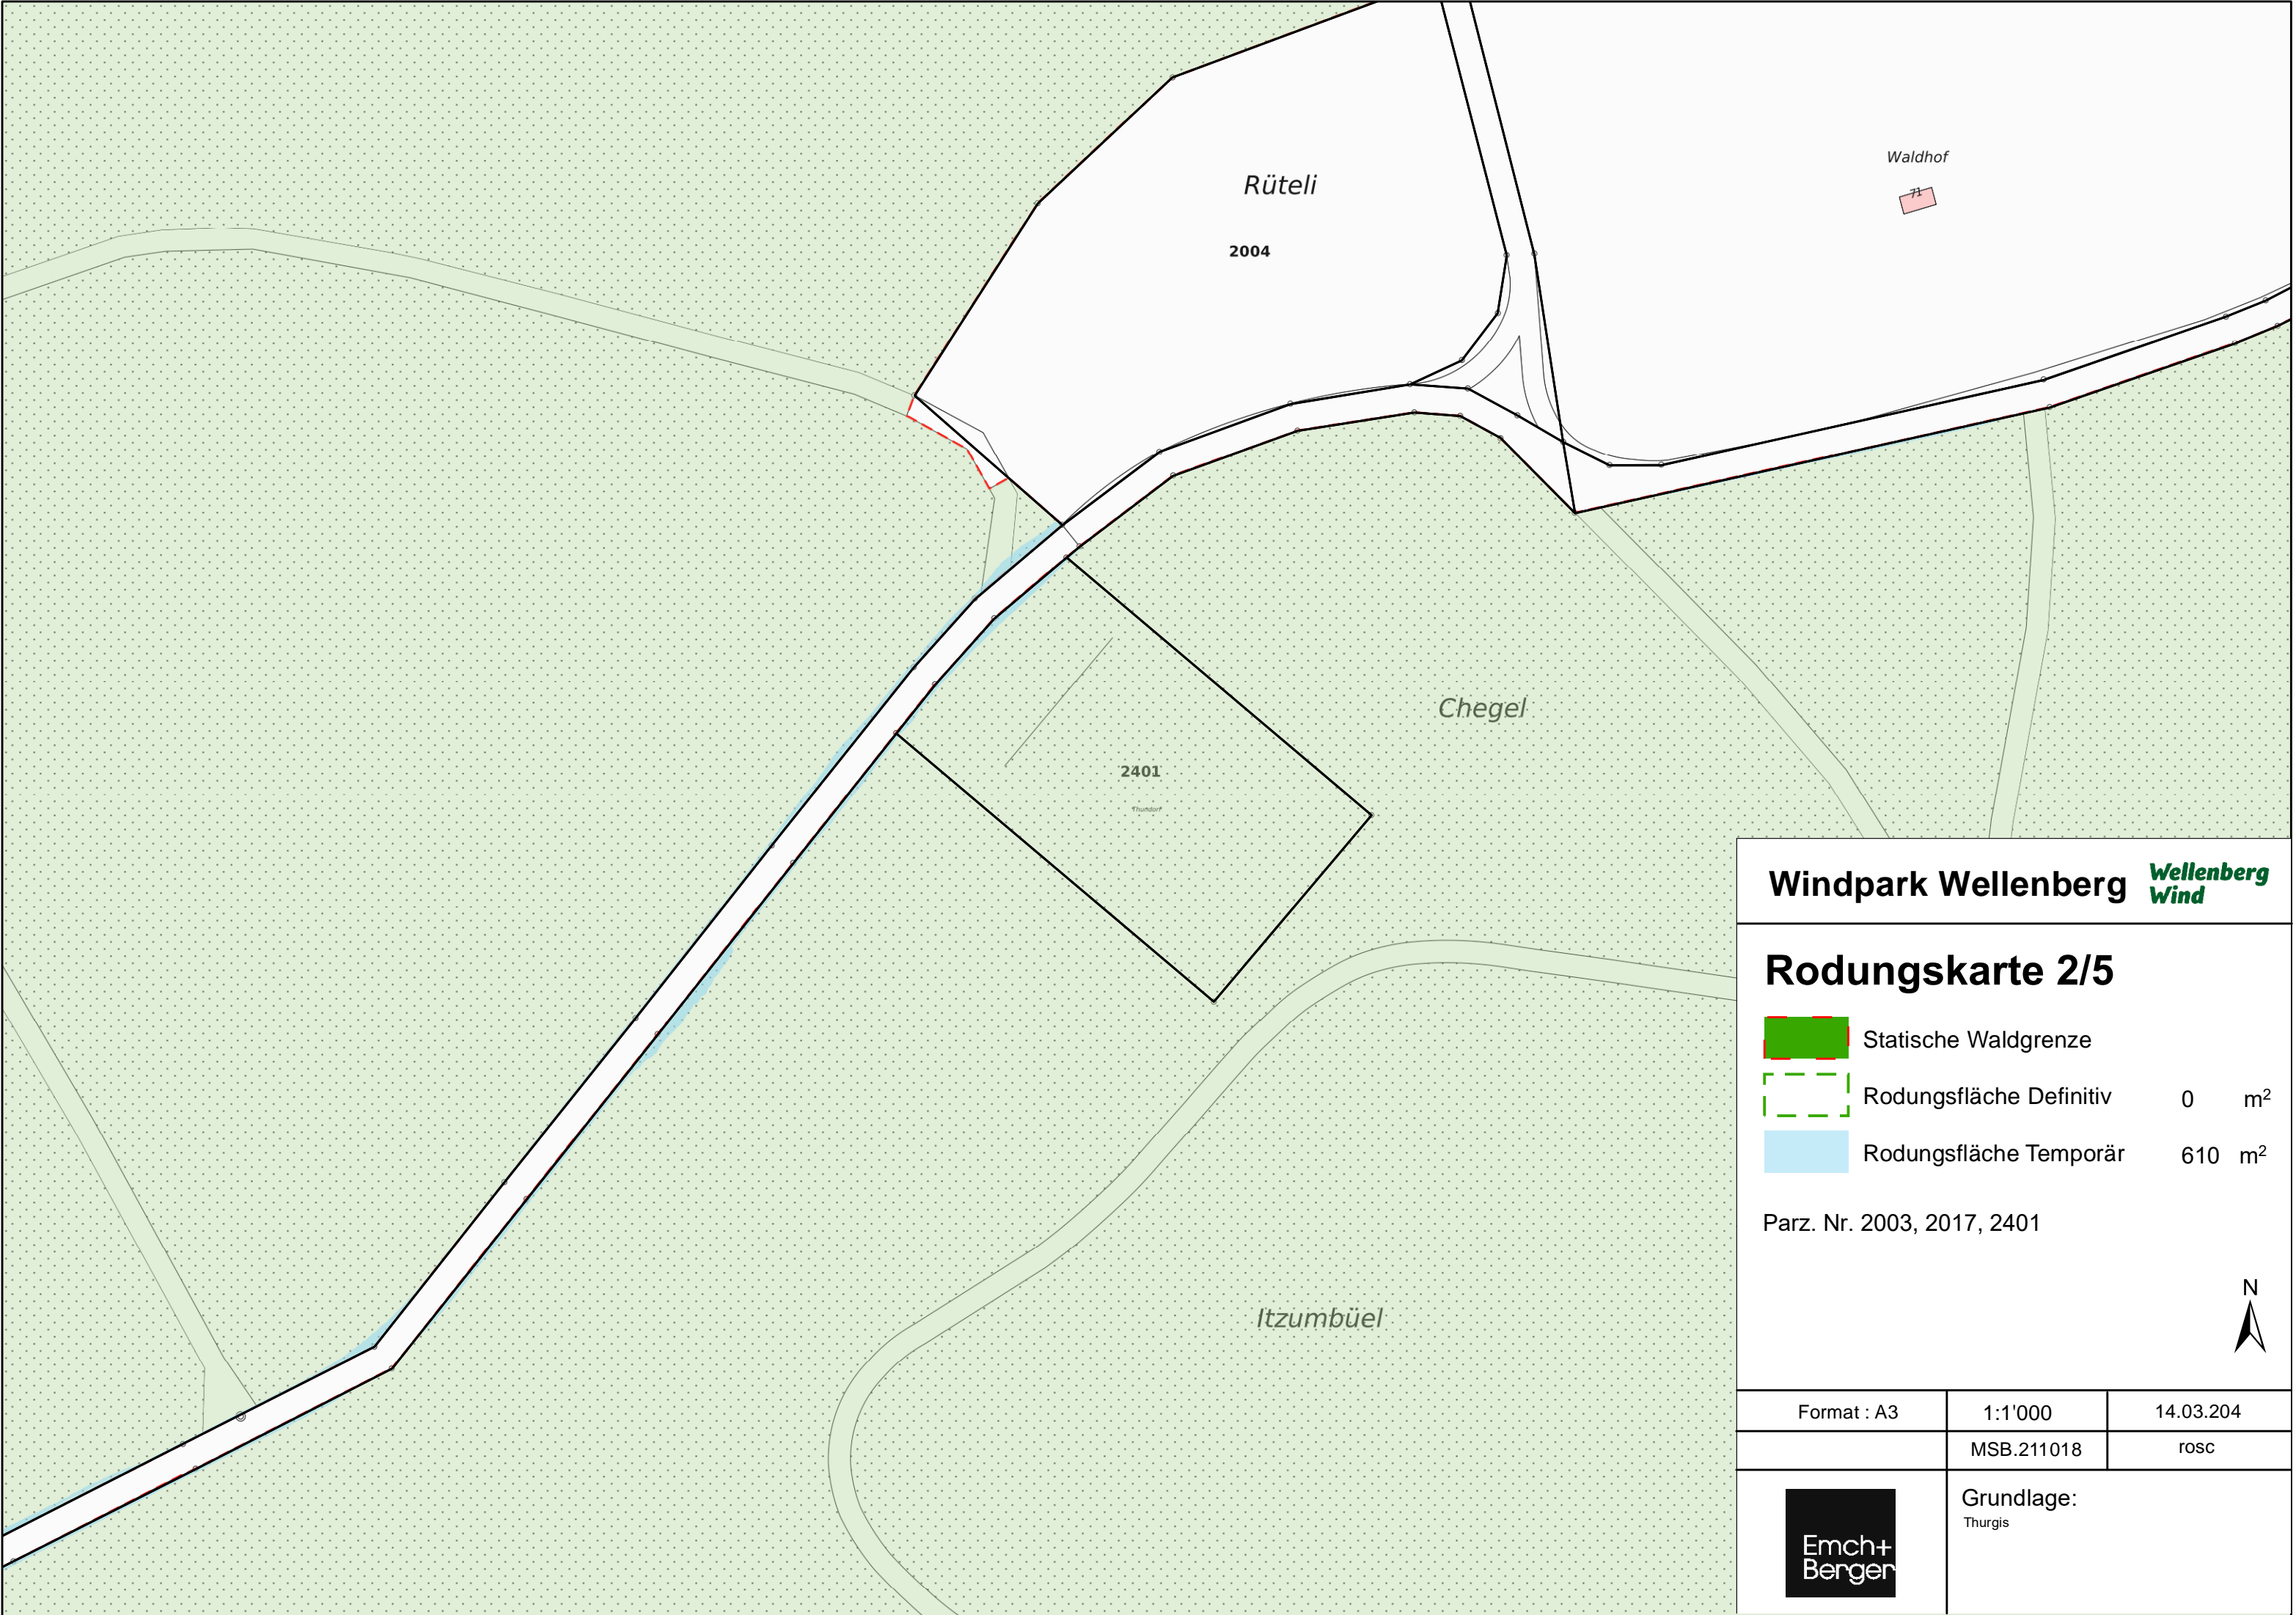 Waldhof
71
Rüteli
2004
Chegel
2401
Thundorf
Itzumbüel
Windpark Wellenberg
Wellenberg
Wind
Rodungskarte 2/5
Statische Waldgrenze
Rodungsfläche Definitiv 0 m²
Rodungsfläche Temporär 610 m²
Parz. Nr. 2003, 2017, 2401
N
Format : A3 1:1'000 14.03.204
MSB.211018 rosc
Emch+
Berger
Grundlage:
Thurgis